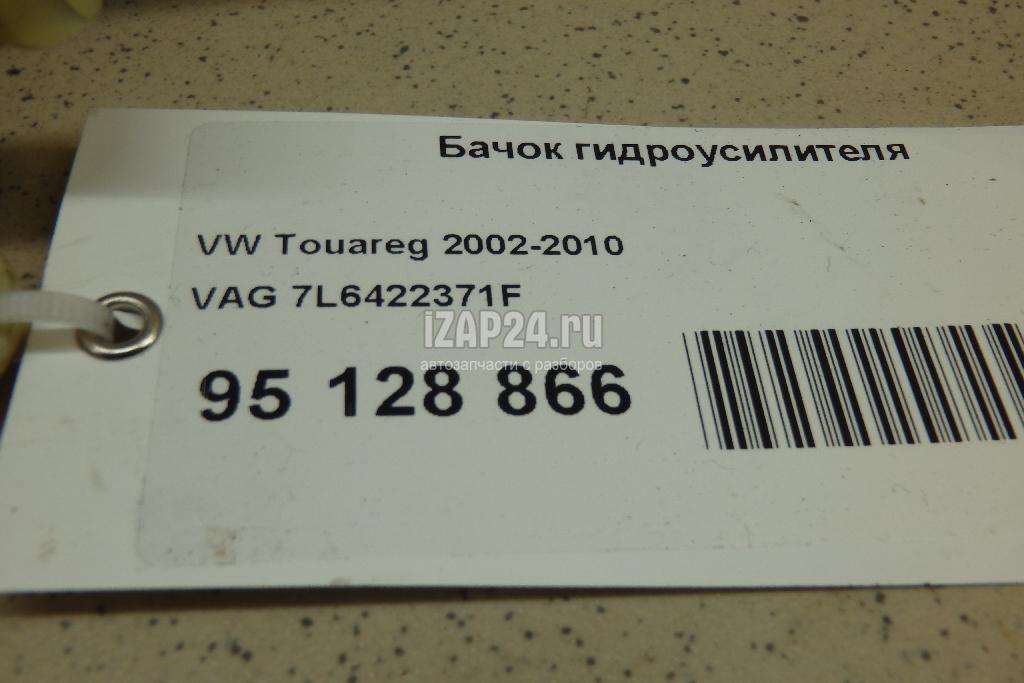 Бачок гидроусилителя
VW Touareg 2002-2010
VAG 7L6422371F
iZAP24.ru
автозапчасти с разборов
95 128 866